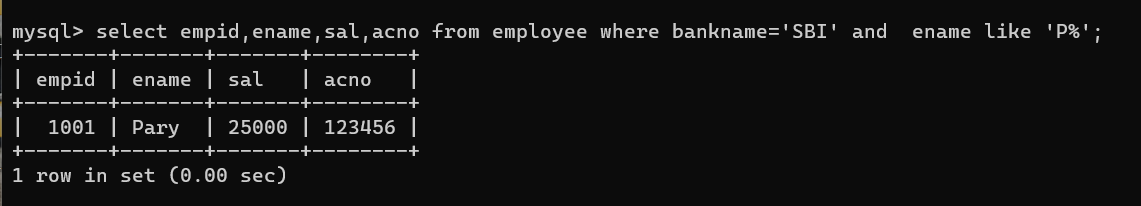 mysql> select empid,ename,sal,acno from employee where bankname='SBI' and  ename like 'P%';
+-------+-------+-------+--------+
| empid | ename | sal   | acno   |
+-------+-------+-------+--------+
|  1001 | Pary  | 25000 | 123456 |
+-------+-------+-------+--------+
1 row in set (0.00 sec)